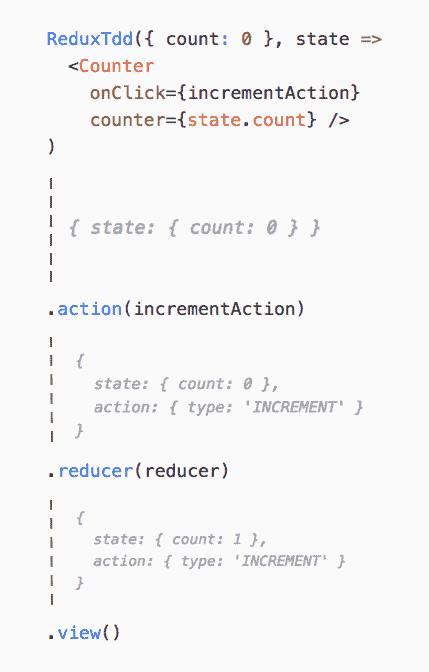 ReduxTdd({ count: 0 }, state =>
<Counter
onClick={incrementAction}
counter={state.count} />
)
{ state: { count: 0 } }
.action(incrementAction)
{
state: { count: 0 },
action: { type: 'INCREMENT' }
}
.reducer(reducer)
{
state: { count: 1 },
action: { type: 'INCREMENT' }
}
.view()